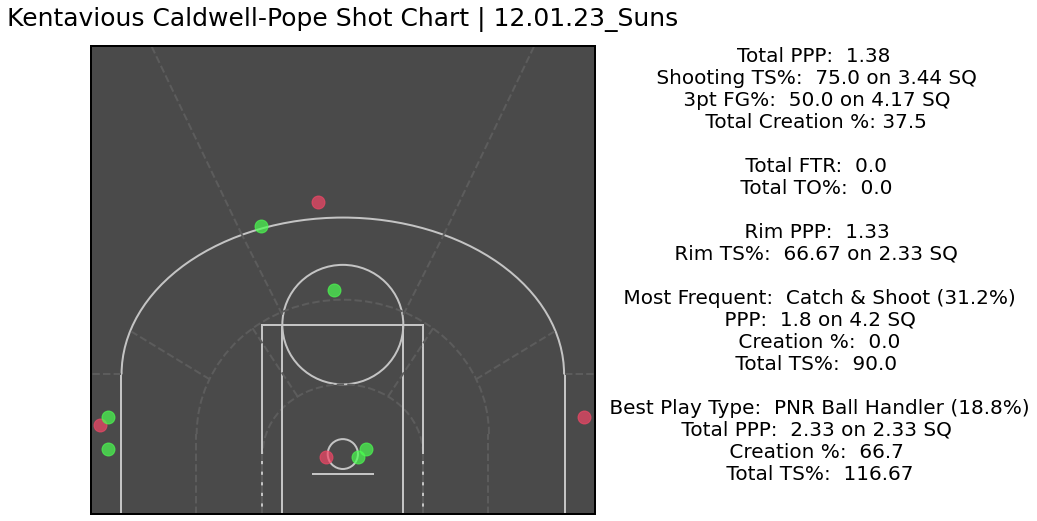 Kentavious Caldwell-Pope Shot Chart | 12.01.23_Suns
Total PPP:  1.38
Shooting TS%:  75.0 on 3.44 SQ
3pt FG%:  50.0 on 4.17 SQ
Total Creation %: 37.5
Total FTR:  0.0
Total TO%:  0.0
Rim PPP:  1.33
Rim TS%:  66.67 on 2.33 SQ
Most Frequent:  Catch & Shoot (31.2%)
PPP:  1.8 on 4.2 SQ
Creation %:  0.0
Total TS%:  90.0
Best Play Type:  PNR Ball Handler (18.8%)
Total PPP:  2.33 on 2.33 SQ
Creation %:  66.7
Total TS%:  116.67